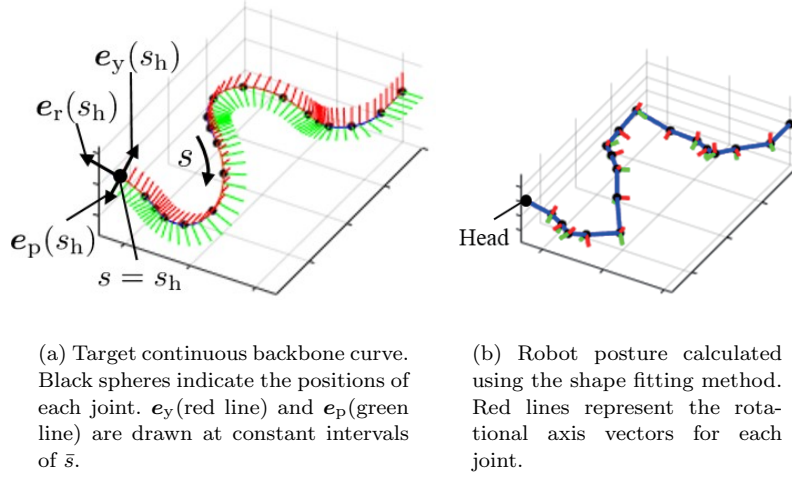 e_y(s_h)
e_r(s_h)
s
e_p(s_h)
s = s_h
Head
(a) Target continuous backbone curve.
Black spheres indicate the positions of
each joint. e_y(red line) and e_p(green
line) are drawn at constant intervals
of s̄.
(b) Robot posture calculated
using the shape fitting method.
Red lines represent the rota-
tional axis vectors for each
joint.